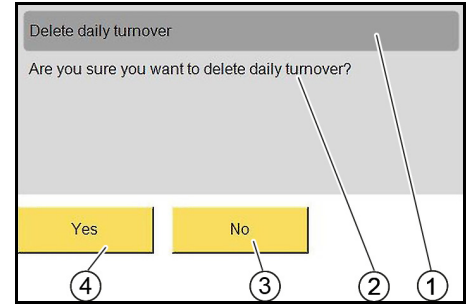 Delete daily turnover
Are you sure you want to delete daily turnover?
Yes
No
4
3
2
1